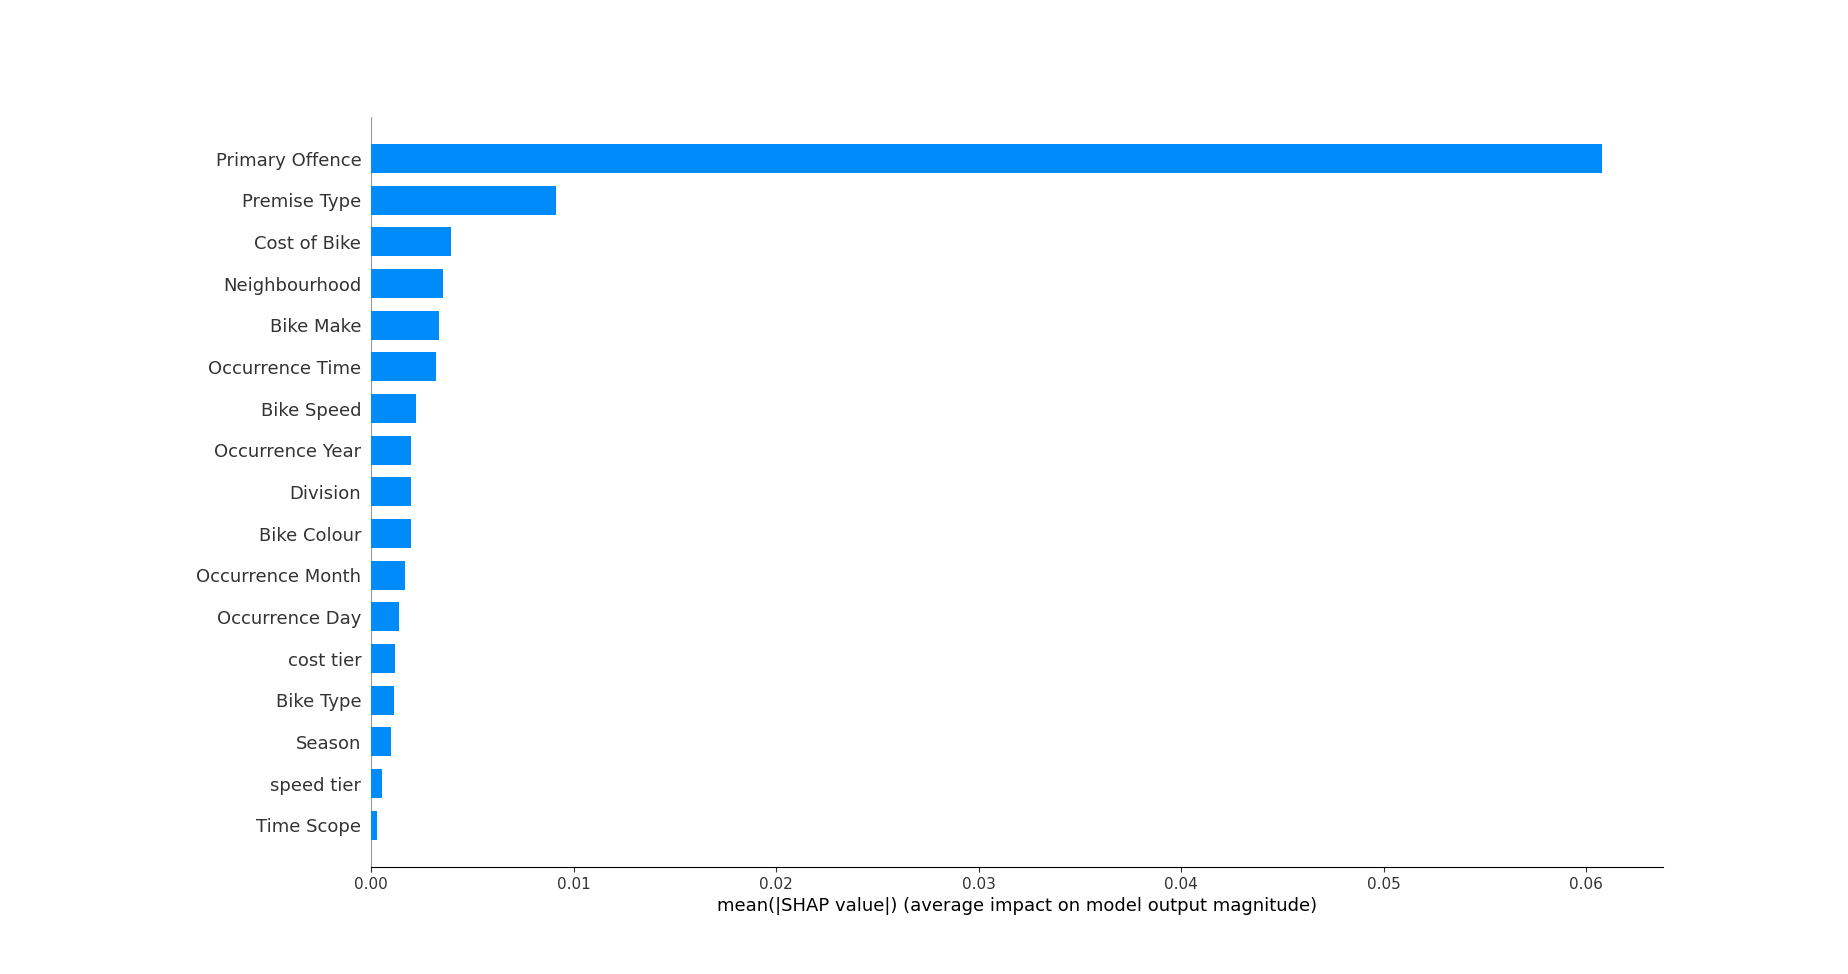 Primary Offence
Premise Type
Cost of Bike
Neighbourhood
Bike Make
Occurrence Time
Bike Speed
Occurrence Year
Division
Bike Colour
Occurrence Month
Occurrence Day
cost tier
Bike Type
Season
speed tier
Time Scope
0.00 0.01 0.02 0.03 0.04 0.05 0.06
mean(|SHAP value|) (average impact on model output magnitude)